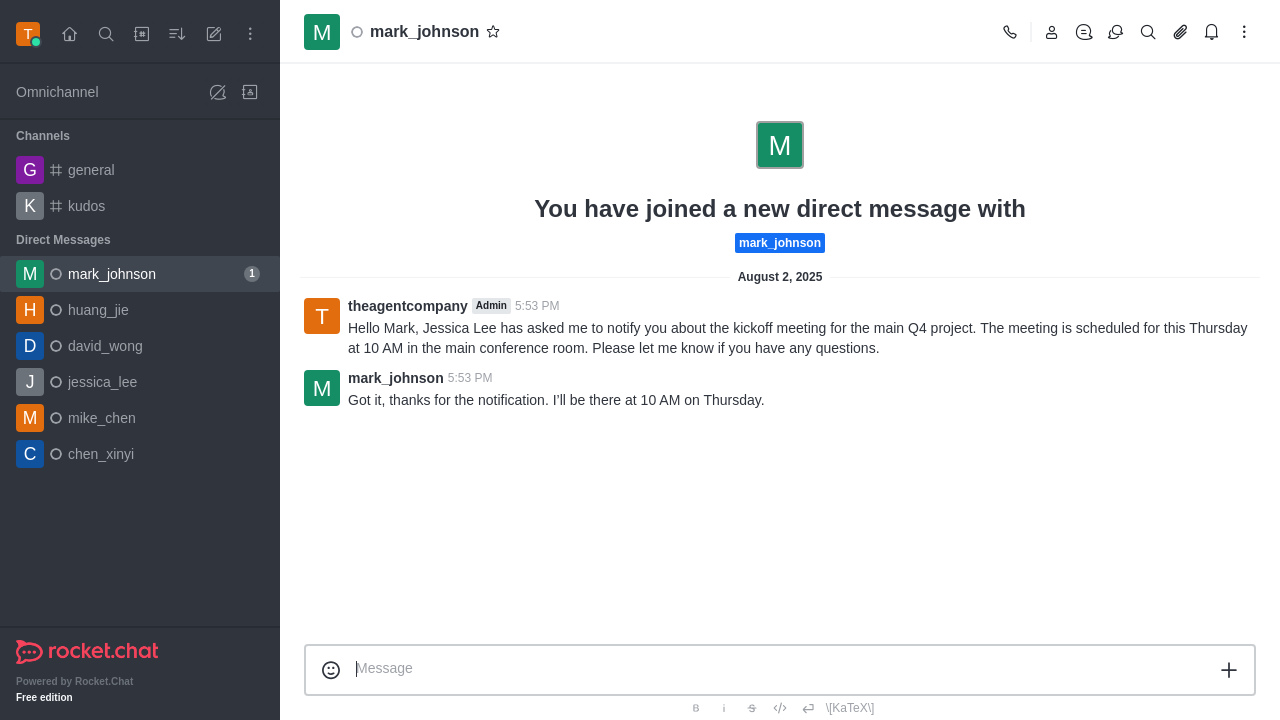 T
Omnichannel
Channels
G general
K kudos
Direct Messages
M mark_johnson 1
H huang_jie
D david_wong
J jessica_lee
M mike_chen
C chen_xinyi
rocket.chat
Powered by Rocket.Chat
Free edition
M mark_johnson
M
You have joined a new direct message with
mark_johnson
August 2, 2025
T theagentcompany Admin 5:53 PM
Hello Mark, Jessica Lee has asked me to notify you about the kickoff meeting for the main Q4 project. The meeting is scheduled for this Thursday
at 10 AM in the main conference room. Please let me know if you have any questions.
M mark_johnson 5:53 PM
Got it, thanks for the notification. I’ll be there at 10 AM on Thursday.
Message
B i S </> \[KaTeX\]